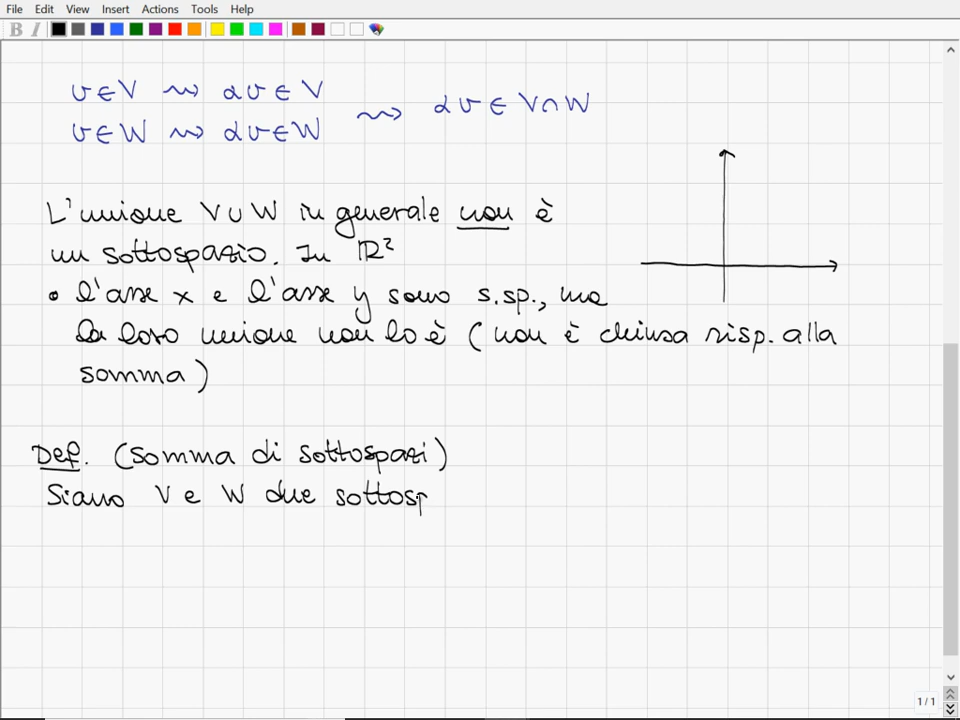 File Edit View Insert Actions Tools Help
B I
v ∈ V ⇝ αv ∈ V
v ∈ W ⇝ αv ∈ W ⇝ αv ∈ V ∩ W
L'unione V ∪ W in generale non è
un sottospazio. In ℝ²
• l'asse x e l'asse y sono s.sp., ma
la loro unione non lo è (non è chiusa risp. alla
somma)
Def. (somma di sottospazi)
Siano V e W due sottosp
1/1